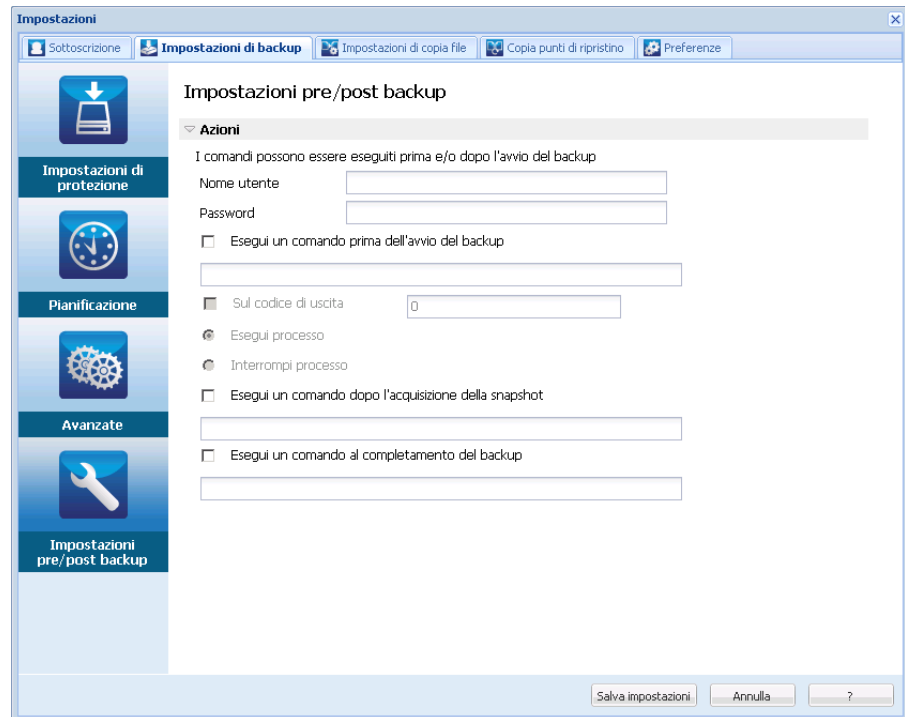 Impostazioni
Sottoscrizione
Impostazioni di backup
Impostazioni di copia file
Copia punti di ripristino
Preferenze
Impostazioni di
protezione
Pianificazione
Avanzate
Impostazioni
pre/post backup
Impostazioni pre/post backup
Azioni
I comandi possono essere eseguiti prima e/o dopo l'avvio del backup
Nome utente
Password
Esegui un comando prima dell'avvio del backup
Sul codice di uscita 0
Esegui processo
Interrompi processo
Esegui un comando dopo l'acquisizione della snapshot
Esegui un comando al completamento del backup
Salva impostazioni
Annulla
?